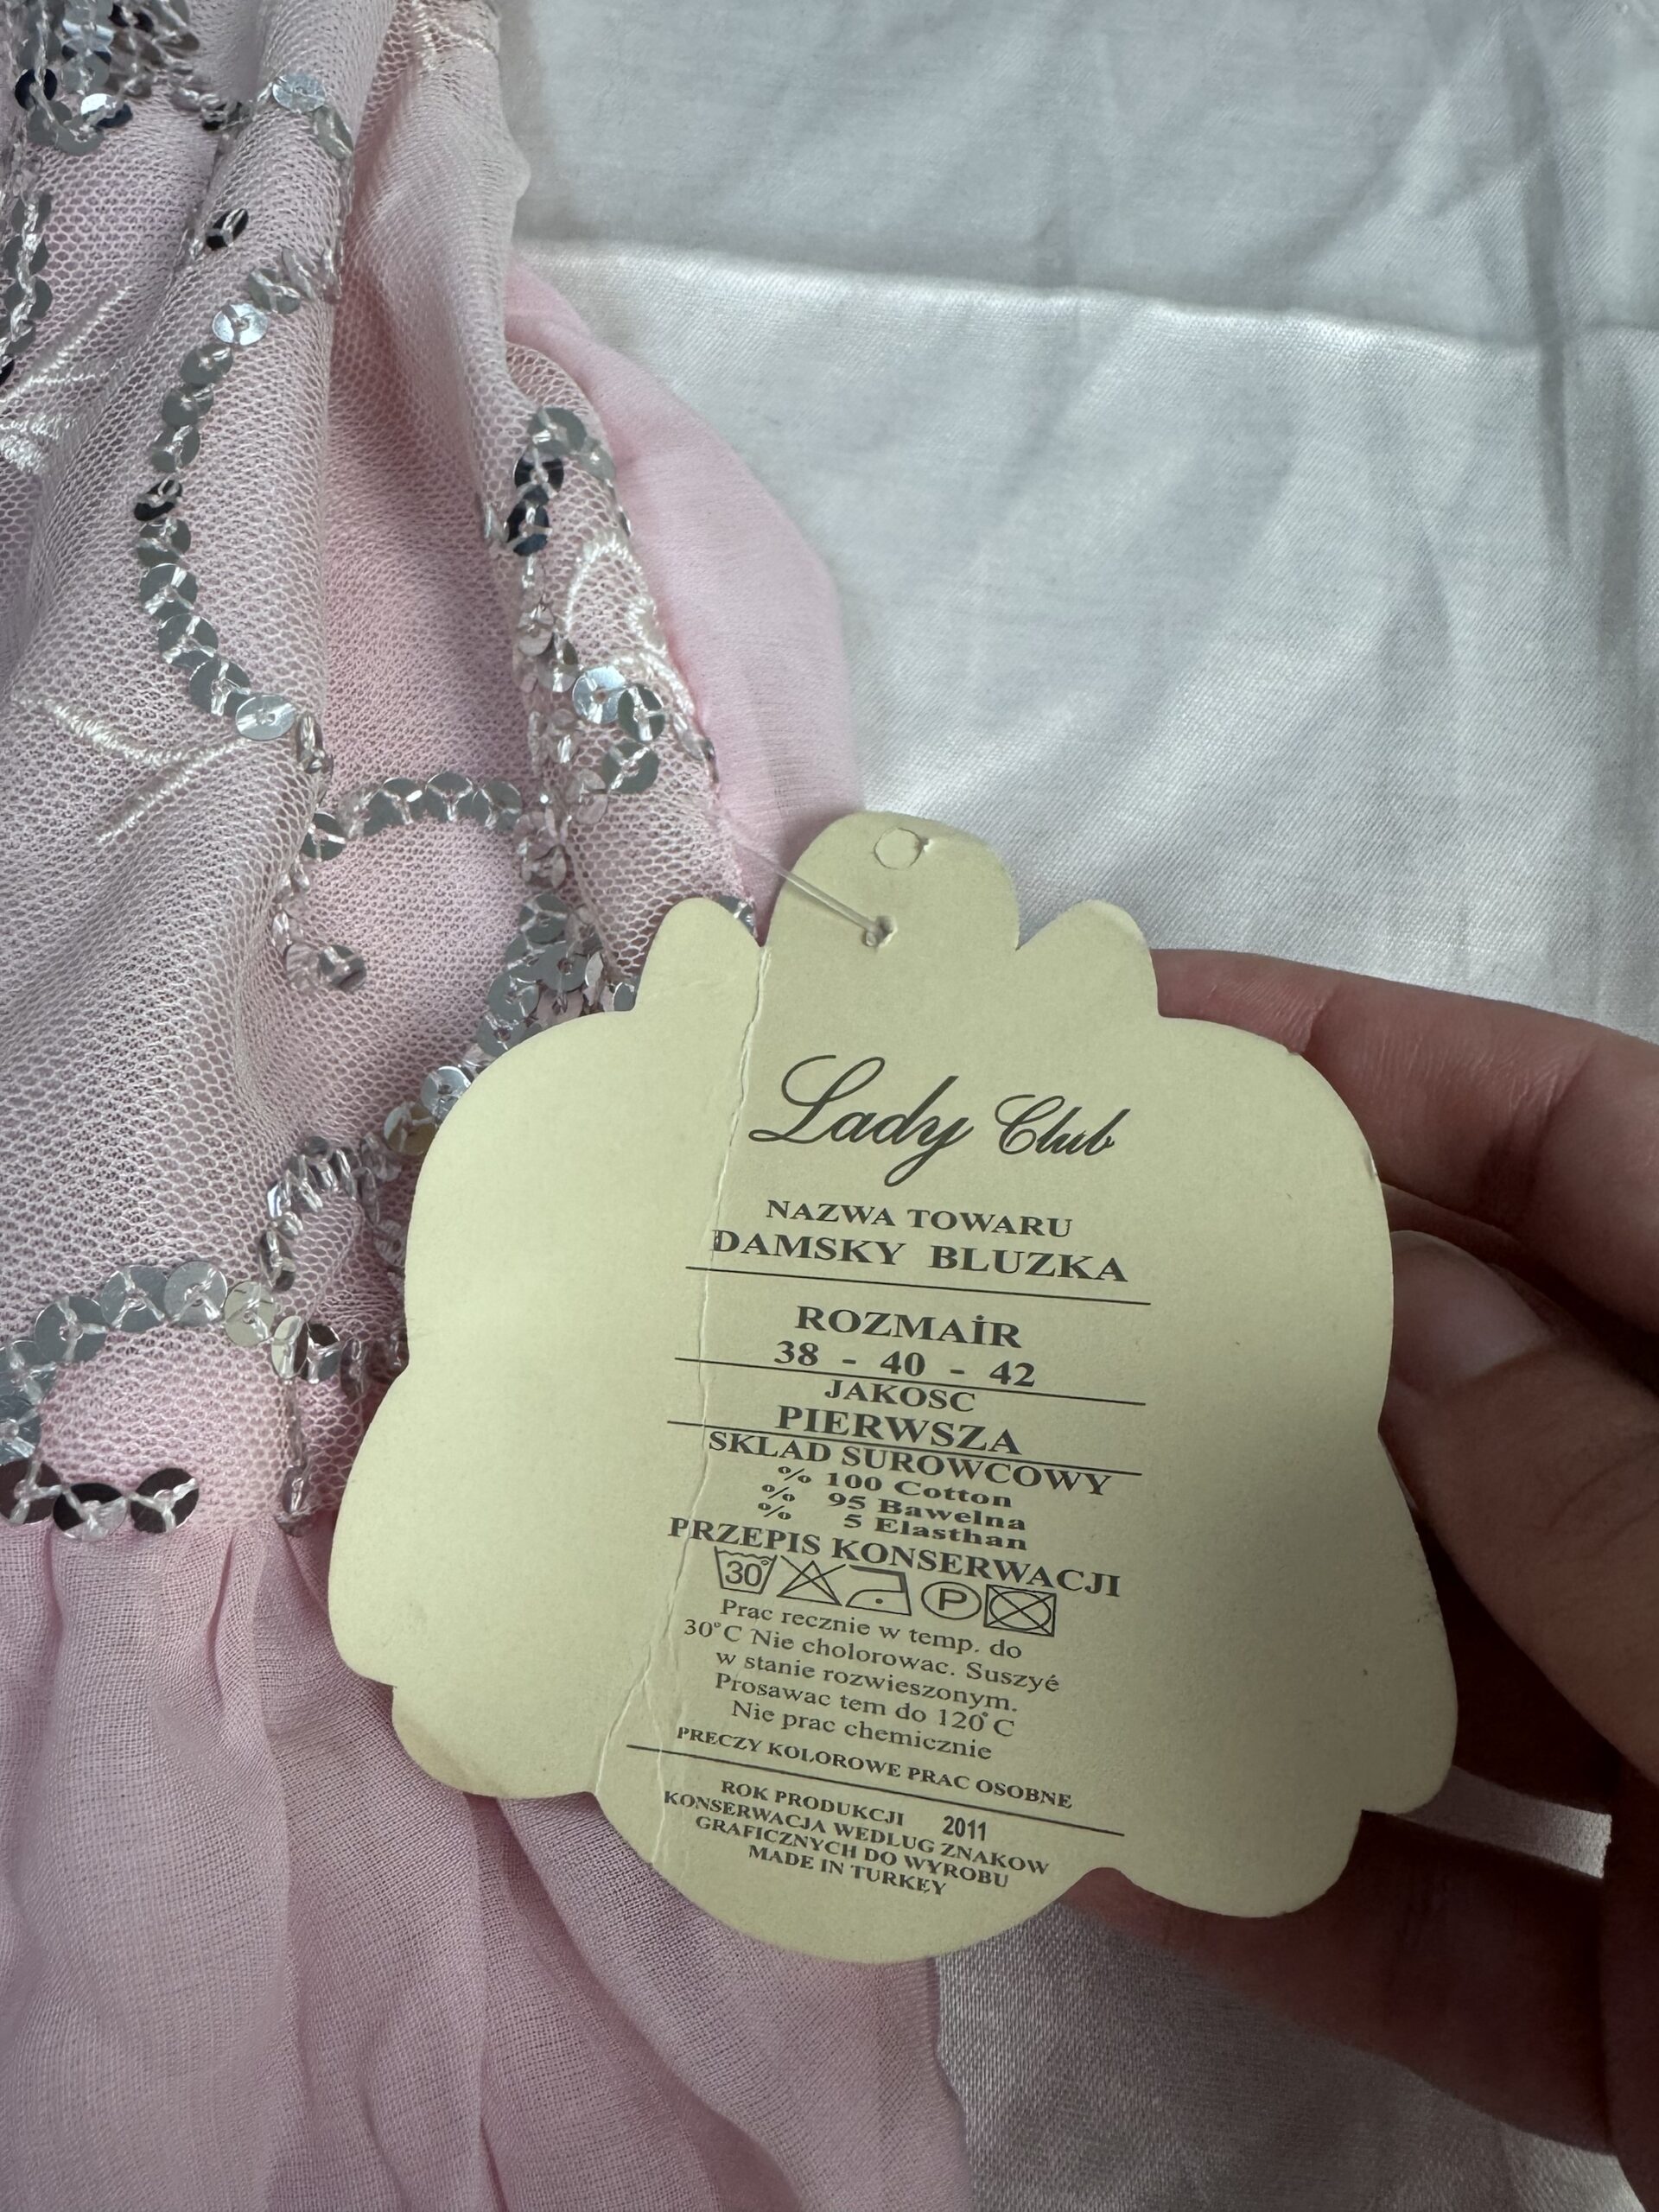 Lady Club
NAZWA TOWARU
DAMSKY BLUZKA
ROZMAİR
38 - 40 - 42
JAKOSC
PIERWSZA
SKLAD SUROWCOWY
% 100 Cotton
% 95 Bawelna
% 5 Elasthan
PRZEPIS KONSERWACJI
30° P
Prac recznie w temp. do
30°C Nie cholorowac. Suszyé
w stanie rozwieszonym.
Prosawac tem do 120°C
Nie prac chemicznie
PRECZY KOLOROWE PRAC OSOBNE
ROK PRODUKCJI 2011
KONSERWACJA WEDLUG ZNAKOW
GRAFICZNYCH DO WYROBU
MADE IN TURKEY